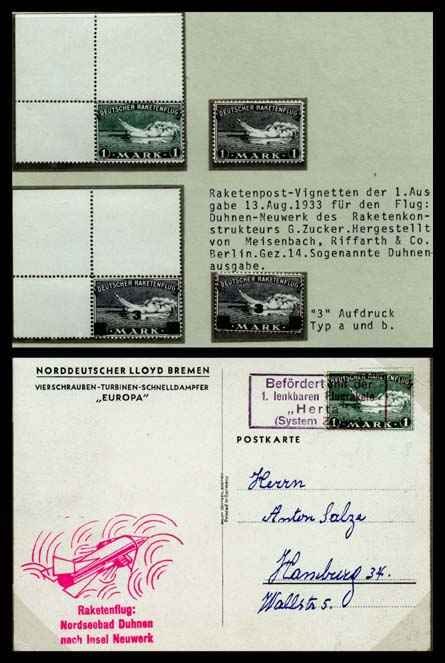 DEUTSCHER RAKETENFLUG
1 · MARK · 1
DEUTSCHER RAKETENFLUG
1 · MARK · 1
Raketenpost-Vignetten der 1.Aus
gabe 13.Aug.1933 für den Flug:
Duhnen-Neuwerk des Raketenkon-
strukteurs G.Zucker.Hergestellt
von Meisenbach, Riffarth & Co.
Berlin.Gez.14.Sogenannte Duhnen
ausgabe.
DEUTSCHER RAKETENFLUG
3
MARK
DEUTSCHER RAKETENFLUG
3
MARK
"3" Aufdruck
Typ a und b.
NORDDEUTSCHER LLOYD BREMEN
VIERSCHRAUBEN-TURBINEN-SCHNELLDAMPFER
„EUROPA"
Befördert mit der
1. lenkbaren Flugrakete
„Herta
(System Z
MARK 1
POSTKARTE
Herrn
Anton Salze
Hamburg 34.
Wallstr 5.
Raketenflug:
Nordseebad Duhnen
nach Insel Neuwerk